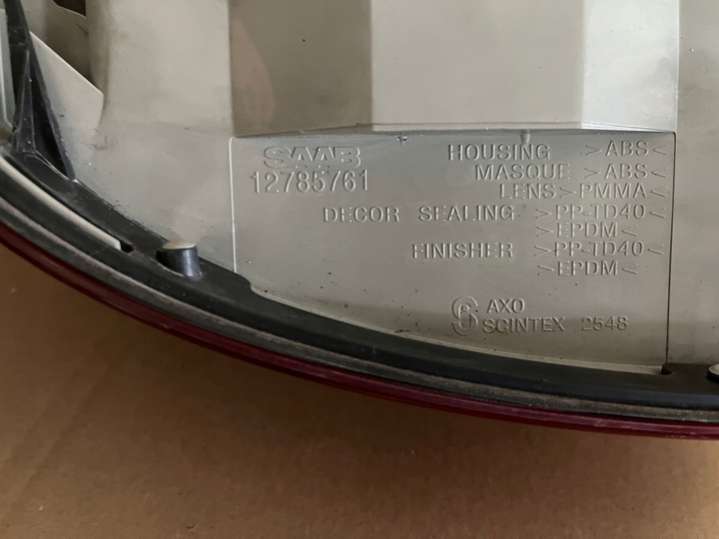 SAAB
12785761
HOUSING >ABS<
MASQUE >ABS<
LENS >PMMA<
DECOR SEALING >PP-TD40<
>EPDM<
FINISHER >PP-TD40<
>EPDM<
AXO
SCINTEX 2548